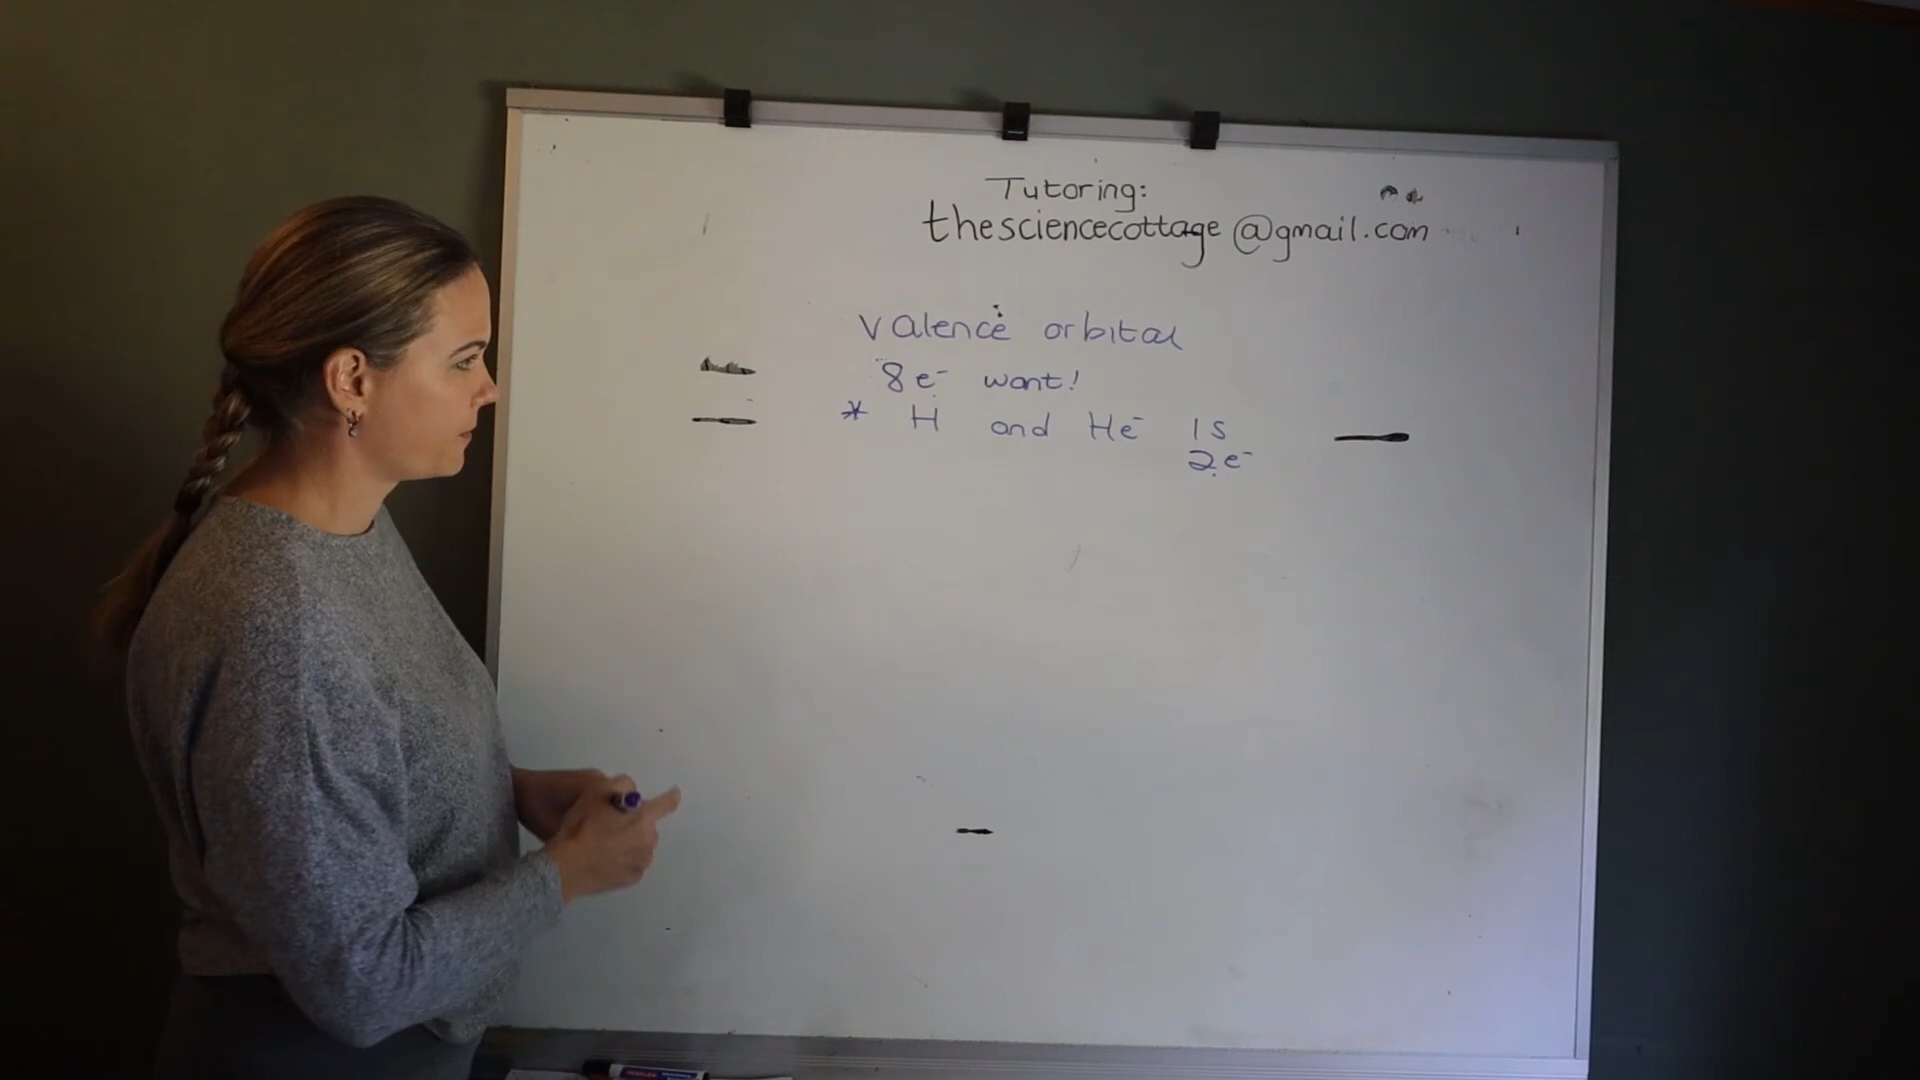 Tutoring:
thesciencecottage@gmail.com
valence orbital
8e⁻ want!
* H and He⁻ 1s
2e⁻